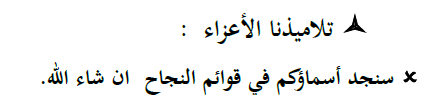 تلاميذنا الأعزاء :
سنجد أسماؤكم في قوائم النجاح ان شاء الله.